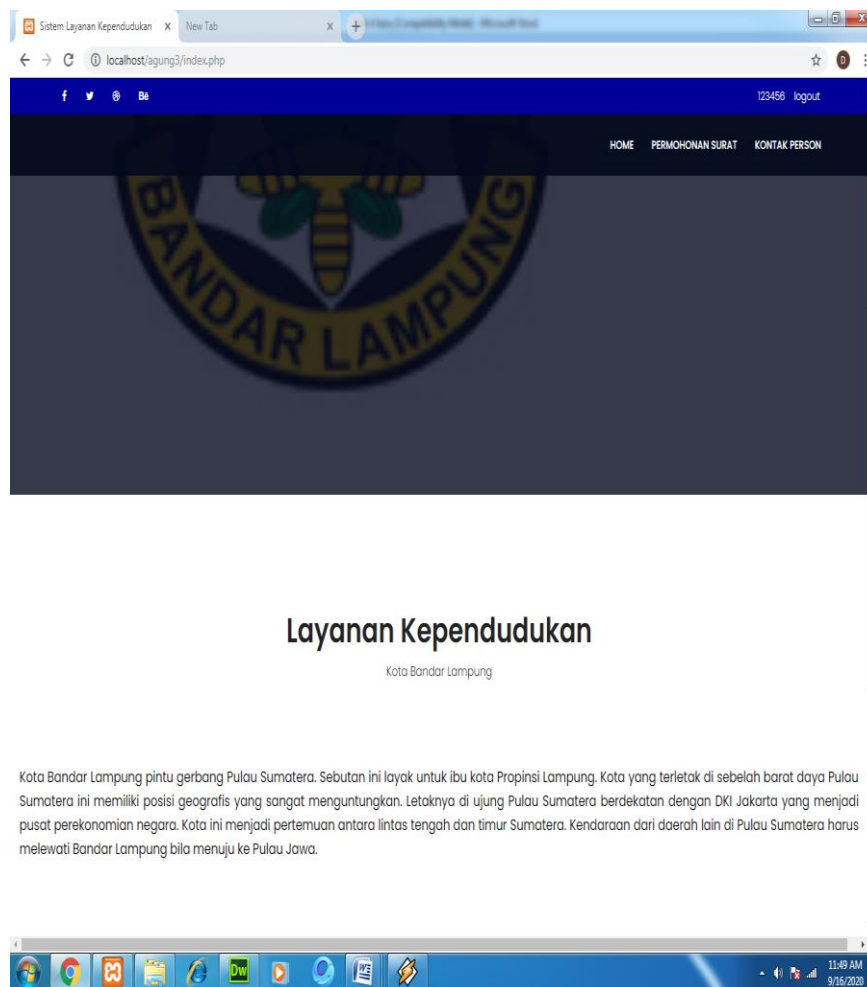 Sistem Layanan Kependudukan
New Tab
localhost/agung3/index.php
D
f Bē
123456 logout
HOME PERMOHONAN SURAT KONTAK PERSON
BANDAR LAMPUNG
Layanan Kependudukan
Kota Bandar Lampung
Kota Bandar Lampung pintu gerbang Pulau Sumatera. Sebutan ini layak untuk ibu kota Propinsi Lampung. Kota yang terletak di sebelah barat daya Pulau
Sumatera ini memiliki posisi geografis yang sangat menguntungkan. Letaknya di ujung Pulau Sumatera berdekatan dengan DKI Jakarta yang menjadi
pusat perekonomian negara. Kota ini menjadi pertemuan antara lintas tengah dan timur Sumatera. Kendaraan dari daerah lain di Pulau Sumatera harus
melewati Bandar Lampung bila menuju ke Pulau Jawa.
Dw
11:49 AM
9/16/2020